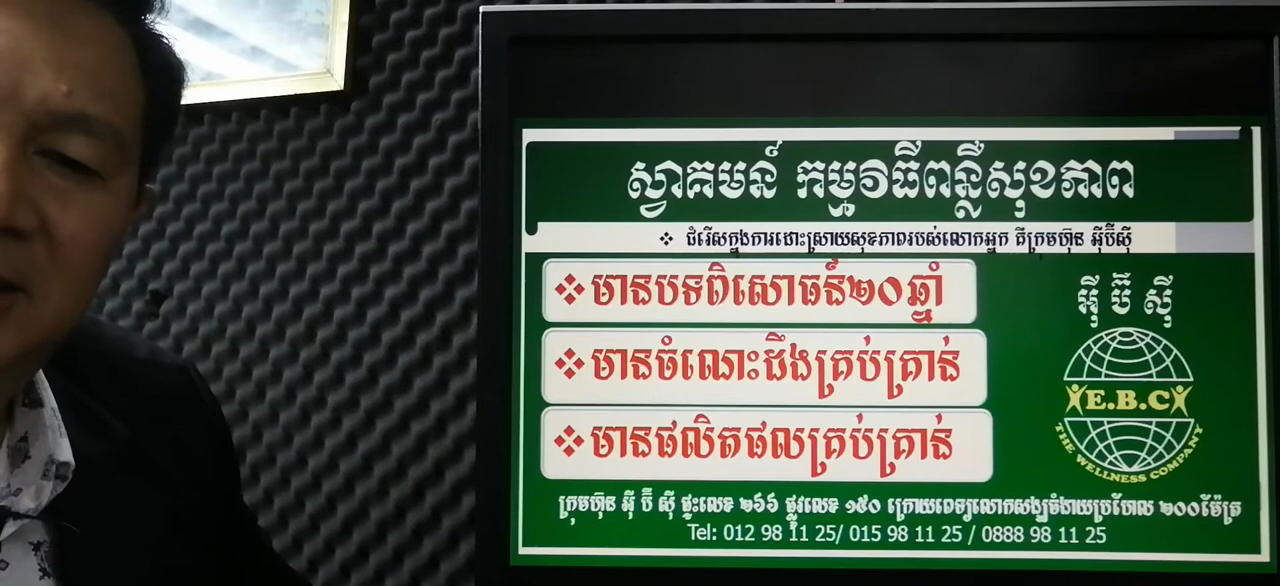 ស្វាគមន៍ កម្មវិធីពន្លឺសុខភាព
❖ ជំរើសក្នុងការដោះស្រាយសុខភាពរបស់លោកអ្នក គឺក្រុមហ៊ុន អ៊ីប៊ីស៊ី
❖មានបទពិសោធន៍២០ឆ្នាំ
❖មានចំណេះដឹងគ្រប់គ្រាន់
❖មានផលិតផលគ្រប់គ្រាន់
អ៊ី ប៊ី ស៊ី
E.B.C
THE WELLNESS COMPANY
ក្រុមហ៊ុន អ៊ី ប៊ី ស៊ី ផ្ទះលេខ ២៦៦ ផ្លូវលេខ ១៥០ ក្រោយពេទ្យលោកសង្ឃចំងាយប្រហែល ២០០ម៉ែត្រ
Tel: 012 98 11 25/ 015 98 11 25 / 0888 98 11 25